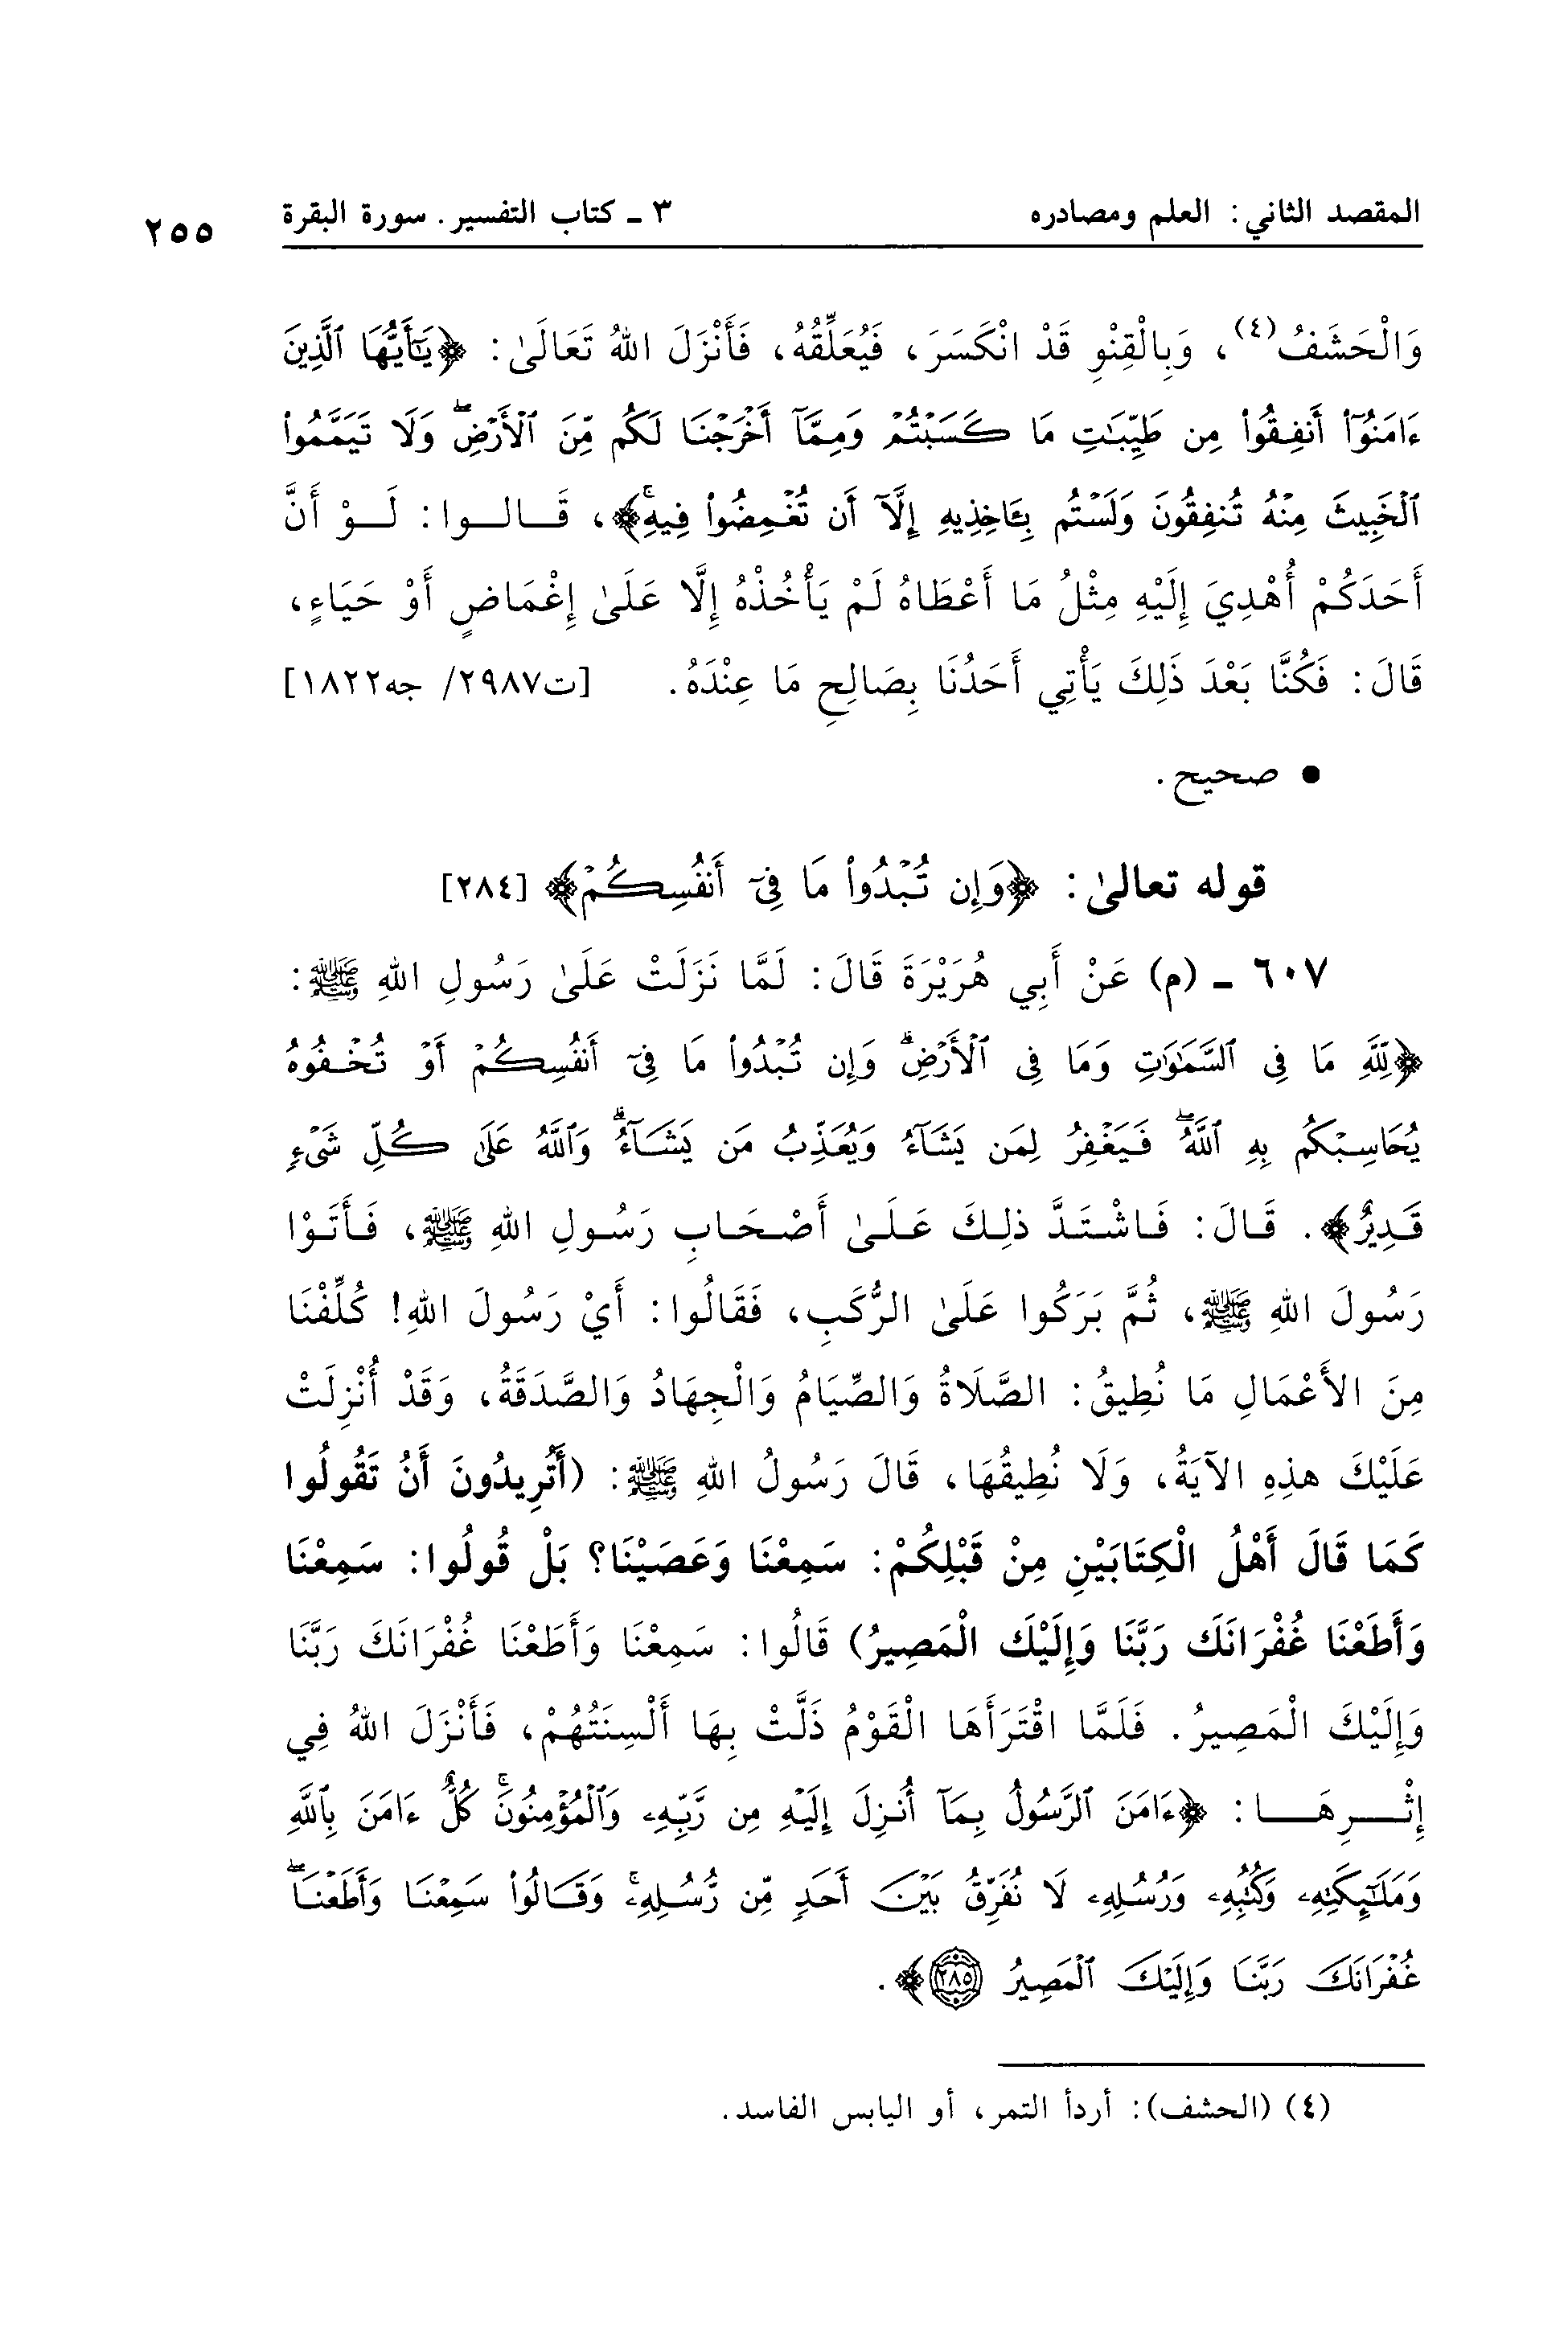 المقصد الثاني: العلم ومصادره ٣ ـ كتاب التفسير. سورة البقرة ٢٥٥
وَالْحَشَفُ(٤)، وَبِالْقِنْوِ قَدْ انْكَسَرَ، فَيُعَلِّقُهُ، فَأَنْزَلَ اللهُ تَعَالَىٰ: ﴿يَٰٓأَيُّهَا ٱلَّذِينَ
ءَامَنُوٓا۟ أَنفِقُوا۟ مِن طَيِّبَٰتِ مَا كَسَبْتُمْ وَمِمَّآ أَخْرَجْنَا لَكُم مِّنَ ٱلْأَرْضِۖ وَلَا تَيَمَّمُوا۟
ٱلْخَبِيثَ مِنْهُ تُنفِقُونَ وَلَسْتُم بِـَٔاخِذِيهِ إِلَّآ أَن تُغْمِضُوا۟ فِيهِۚ﴾، قَالوا: لَوْ أَنَّ
أَحَدَكُمْ أُهْدِيَ إِلَيْهِ مِثْلُ مَا أَعْطَاهُ لَمْ يَأْخُذْهُ إِلَّا عَلَىٰ إِغْمَاضٍ أَوْ حَيَاءٍ،
قَالَ: فَكُنَّا بَعْدَ ذَلِكَ يَأْتِي أَحَدُنَا بِصَالِحِ مَا عِنْدَهُ. [ت٢٩٨٧/ جه١٨٢٢]
● صحيح.
قوله تعالىٰ: ﴿وَإِن تُبْدُوا۟ مَا فِىٓ أَنفُسِكُمْ﴾ [٢٨٤]
٦٠٧ ـ (م) عَنْ أَبِي هُرَيْرَةَ قَالَ: لَمَّا نَزَلَتْ عَلَىٰ رَسُولِ اللهِ ﷺ:
﴿لِلَّهِ مَا فِى ٱلسَّمَٰوَٰتِ وَمَا فِى ٱلْأَرْضِۗ وَإِن تُبْدُوا۟ مَا فِىٓ أَنفُسِكُمْ أَوْ تُخْفُوهُ
يُحَاسِبْكُم بِهِ ٱللَّهُۖ فَيَغْفِرُ لِمَن يَشَآءُ وَيُعَذِّبُ مَن يَشَآءُۗ وَٱللَّهُ عَلَىٰ كُلِّ شَىْءٍ
قَدِيرٌ﴾. قَالَ: فَاشْتَدَّ ذلِكَ عَلَىٰ أَصْحَابِ رَسُولِ اللهِ ﷺ، فَأَتَوْا
رَسُولَ اللهِ ﷺ، ثُمَّ بَرَكُوا عَلَىٰ الرُّكَبِ، فَقَالُوا: أَيْ رَسُولَ اللهِ! كُلِّفْنَا
مِنَ الأَعْمَالِ مَا نُطِيقُ: الصَّلَاةُ وَالصِّيَامُ وَالْجِهَادُ وَالصَّدَقَةُ، وَقَدْ أُنْزِلَتْ
عَلَيْكَ هذِهِ الآيَةُ، وَلَا نُطِيقُهَا، قَالَ رَسُولُ اللهِ ﷺ: (أَتُرِيدُونَ أَنْ تَقُولُوا
كَمَا قَالَ أَهْلُ الْكِتَابَيْنِ مِنْ قَبْلِكُمْ: سَمِعْنَا وَعَصَيْنَا؟ بَلْ قُولُوا: سَمِعْنَا
وَأَطَعْنَا غُفْرَانَكَ رَبَّنَا وَإِلَيْكَ الْمَصِيرُ) قَالُوا: سَمِعْنَا وَأَطَعْنَا غُفْرَانَكَ رَبَّنَا
وَإِلَيْكَ الْمَصِيرُ. فَلَمَّا اقْتَرَأَهَا الْقَوْمُ ذَلَّتْ بِهَا أَلْسِنَتُهُمْ، فَأَنْزَلَ اللهُ فِي
إِثْرِهَا: ﴿ءَامَنَ ٱلرَّسُولُ بِمَآ أُنزِلَ إِلَيْهِ مِن رَّبِّهِۦ وَٱلْمُؤْمِنُونَۚ كُلٌّ ءَامَنَ بِٱللَّهِ
وَمَلَٰٓئِكَتِهِۦ وَكُتُبِهِۦ وَرُسُلِهِۦ لَا نُفَرِّقُ بَيْنَ أَحَدٍ مِّن رُّسُلِهِۦۚ وَقَالُوا۟ سَمِعْنَا وَأَطَعْنَاۖ
غُفْرَانَكَ رَبَّنَا وَإِلَيْكَ ٱلْمَصِيرُ ٢٨٥﴾.
(٤) (الحشف): أردأ التمر، أو اليابس الفاسد.